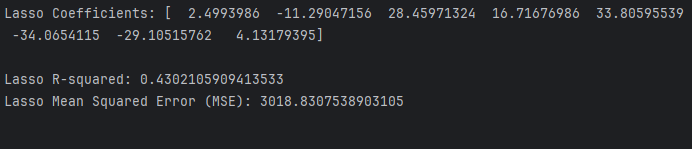 Lasso Coefficients: [  2.4993986  -11.29047156  28.45971324  16.71676986  33.80595539
 -34.0654115  -29.10515762   4.13179395]
Lasso R-squared: 0.4302105909413533
Lasso Mean Squared Error (MSE): 3018.8307538903105